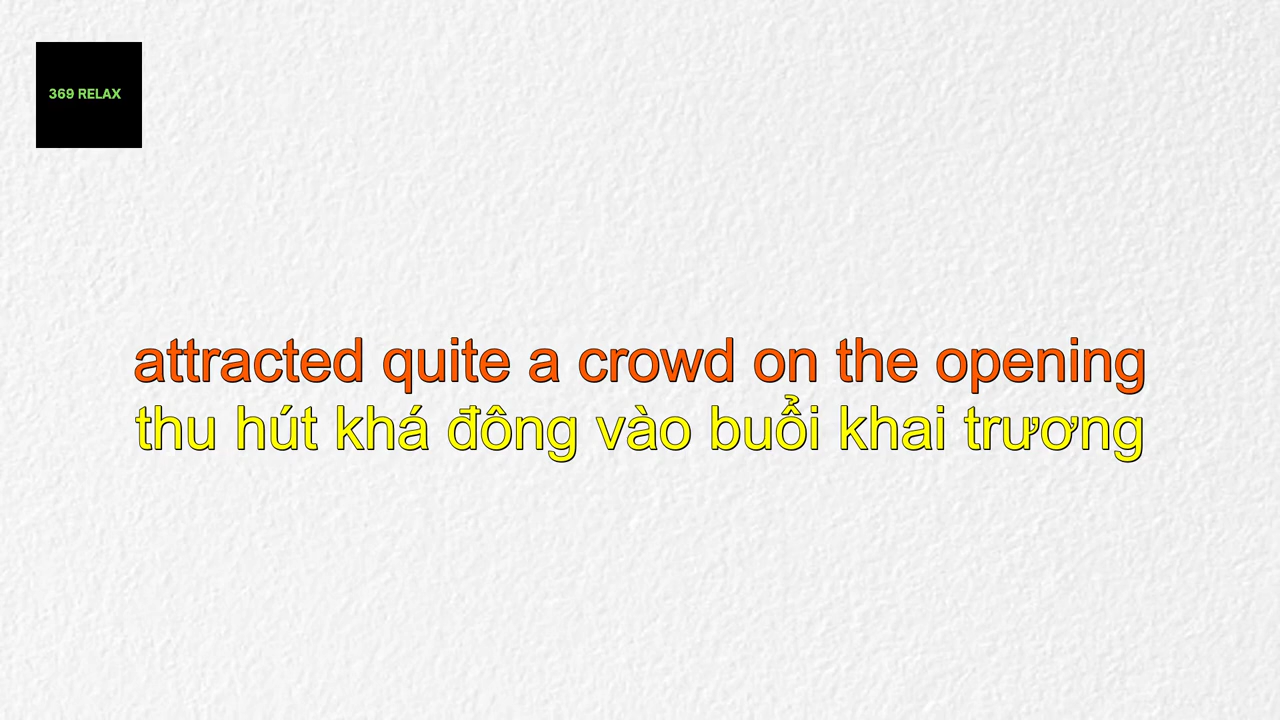 369 RELAX
attracted quite a crowd on the opening
thu hút khá đông vào buổi khai trương